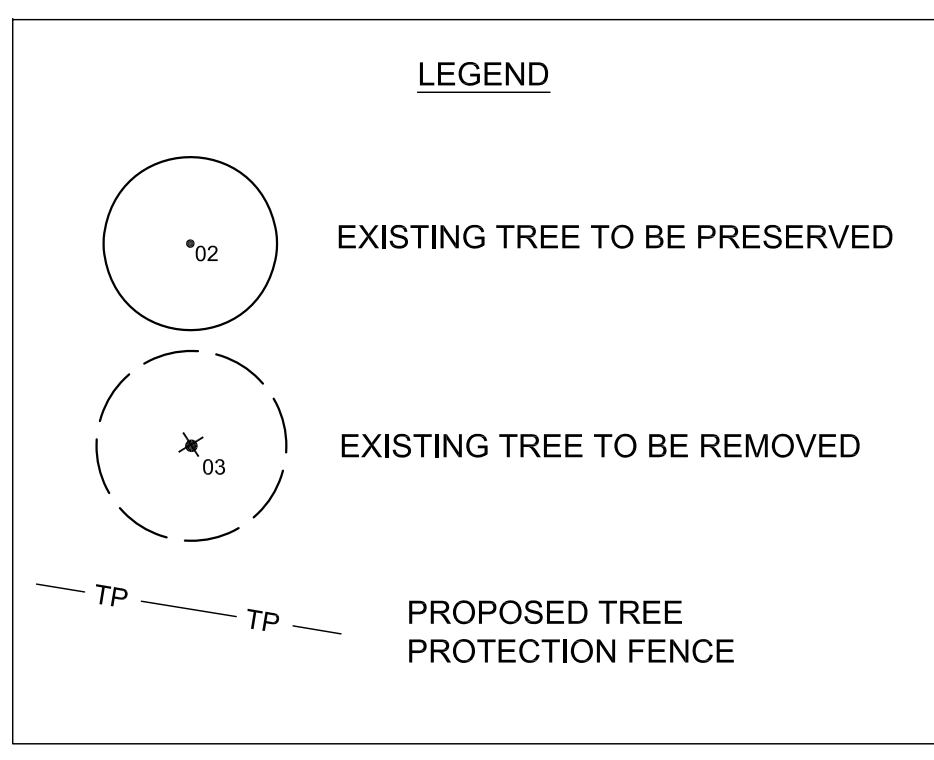 LEGEND
02
EXISTING TREE TO BE PRESERVED
03
EXISTING TREE TO BE REMOVED
TP TP
PROPOSED TREE
PROTECTION FENCE